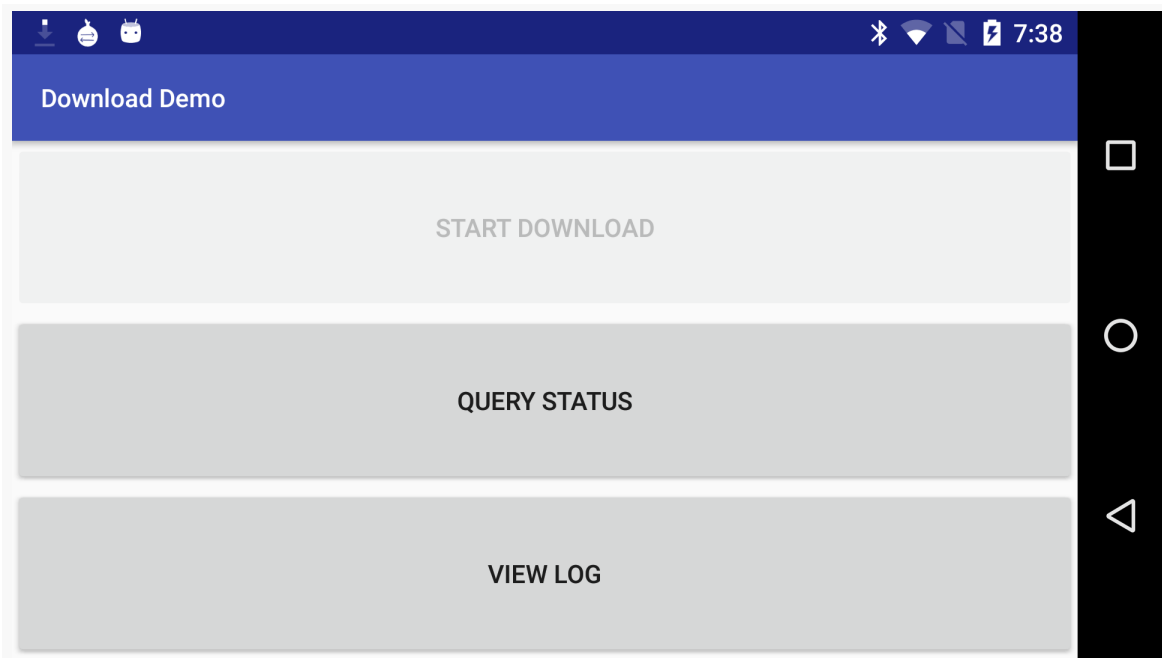 7:38
Download Demo
START DOWNLOAD
QUERY STATUS
VIEW LOG